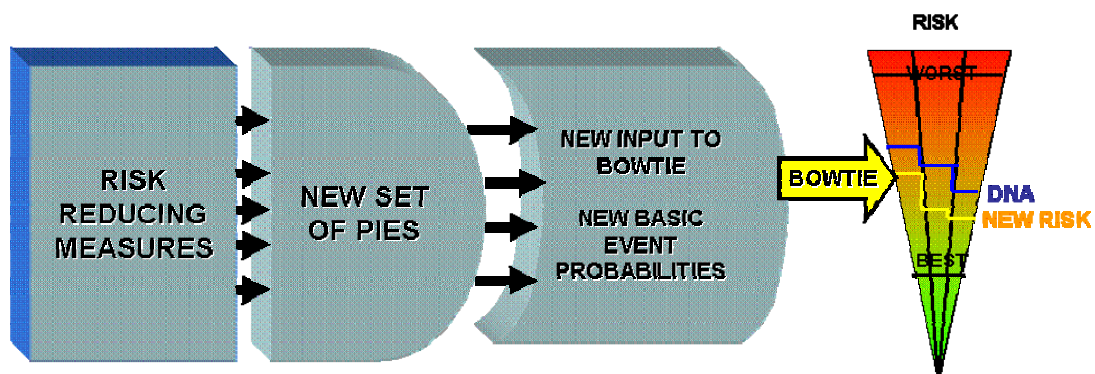 RISK
REDUCING
MEASURES
NEW SET
OF PIES
NEW INPUT TO
BOWTIE
NEW BASIC
EVENT
PROBABILITIES
BOWTIE
RISK
WORST
DNA
NEW RISK
BEST